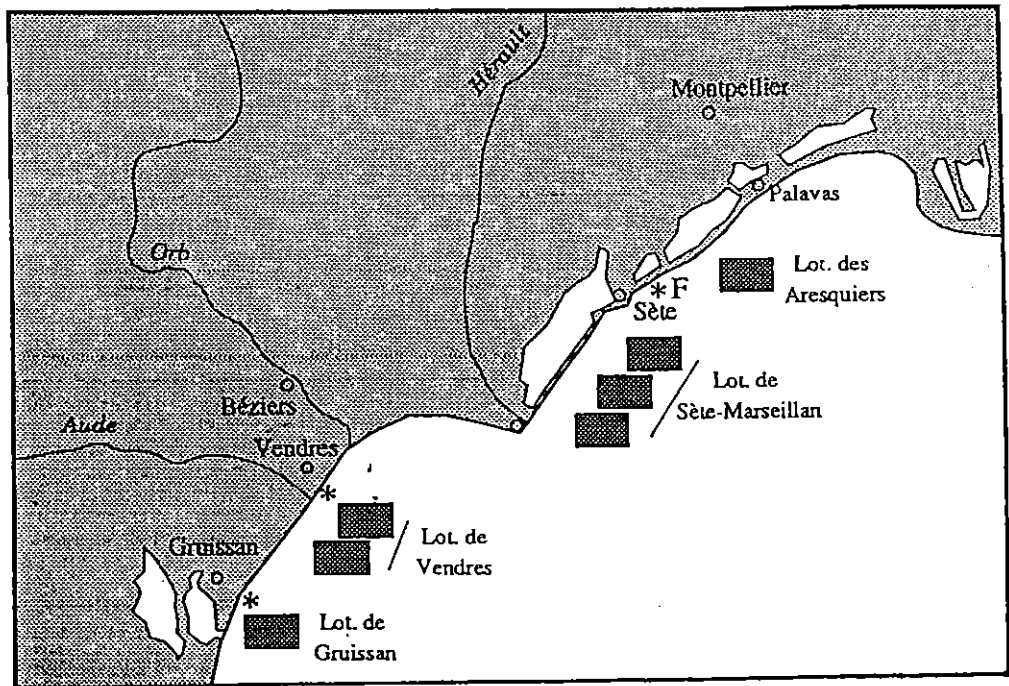 Hérault
Montpellier
Palavas
Orb
Lot. des
Aresquiers
* F
Sète
Lot. de
Sète-Marseillan
Béziers
Aude
Vendres
*
Lot. de
Vendres
Gruissan
*
Lot. de
Gruissan